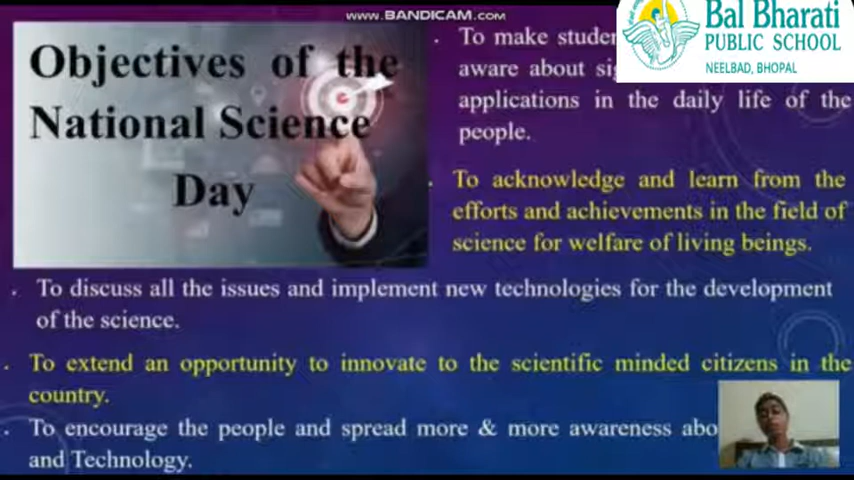 www.BANDICAM.com
Bal Bharati
PUBLIC SCHOOL
NEELBAD, BHOPAL
Objectives of the
National Science
Day
To make
aware about
applications in the daily life of the
people.
To acknowledge and learn from the
efforts and achievements in the field of
science for welfare of living beings.
To discuss all the issues and implement new technologies for the development
of the science.
To extend an opportunity to innovate to the scientific minded citizens in the
country.
To encourage the people and spread more & more awareness
and Technology.